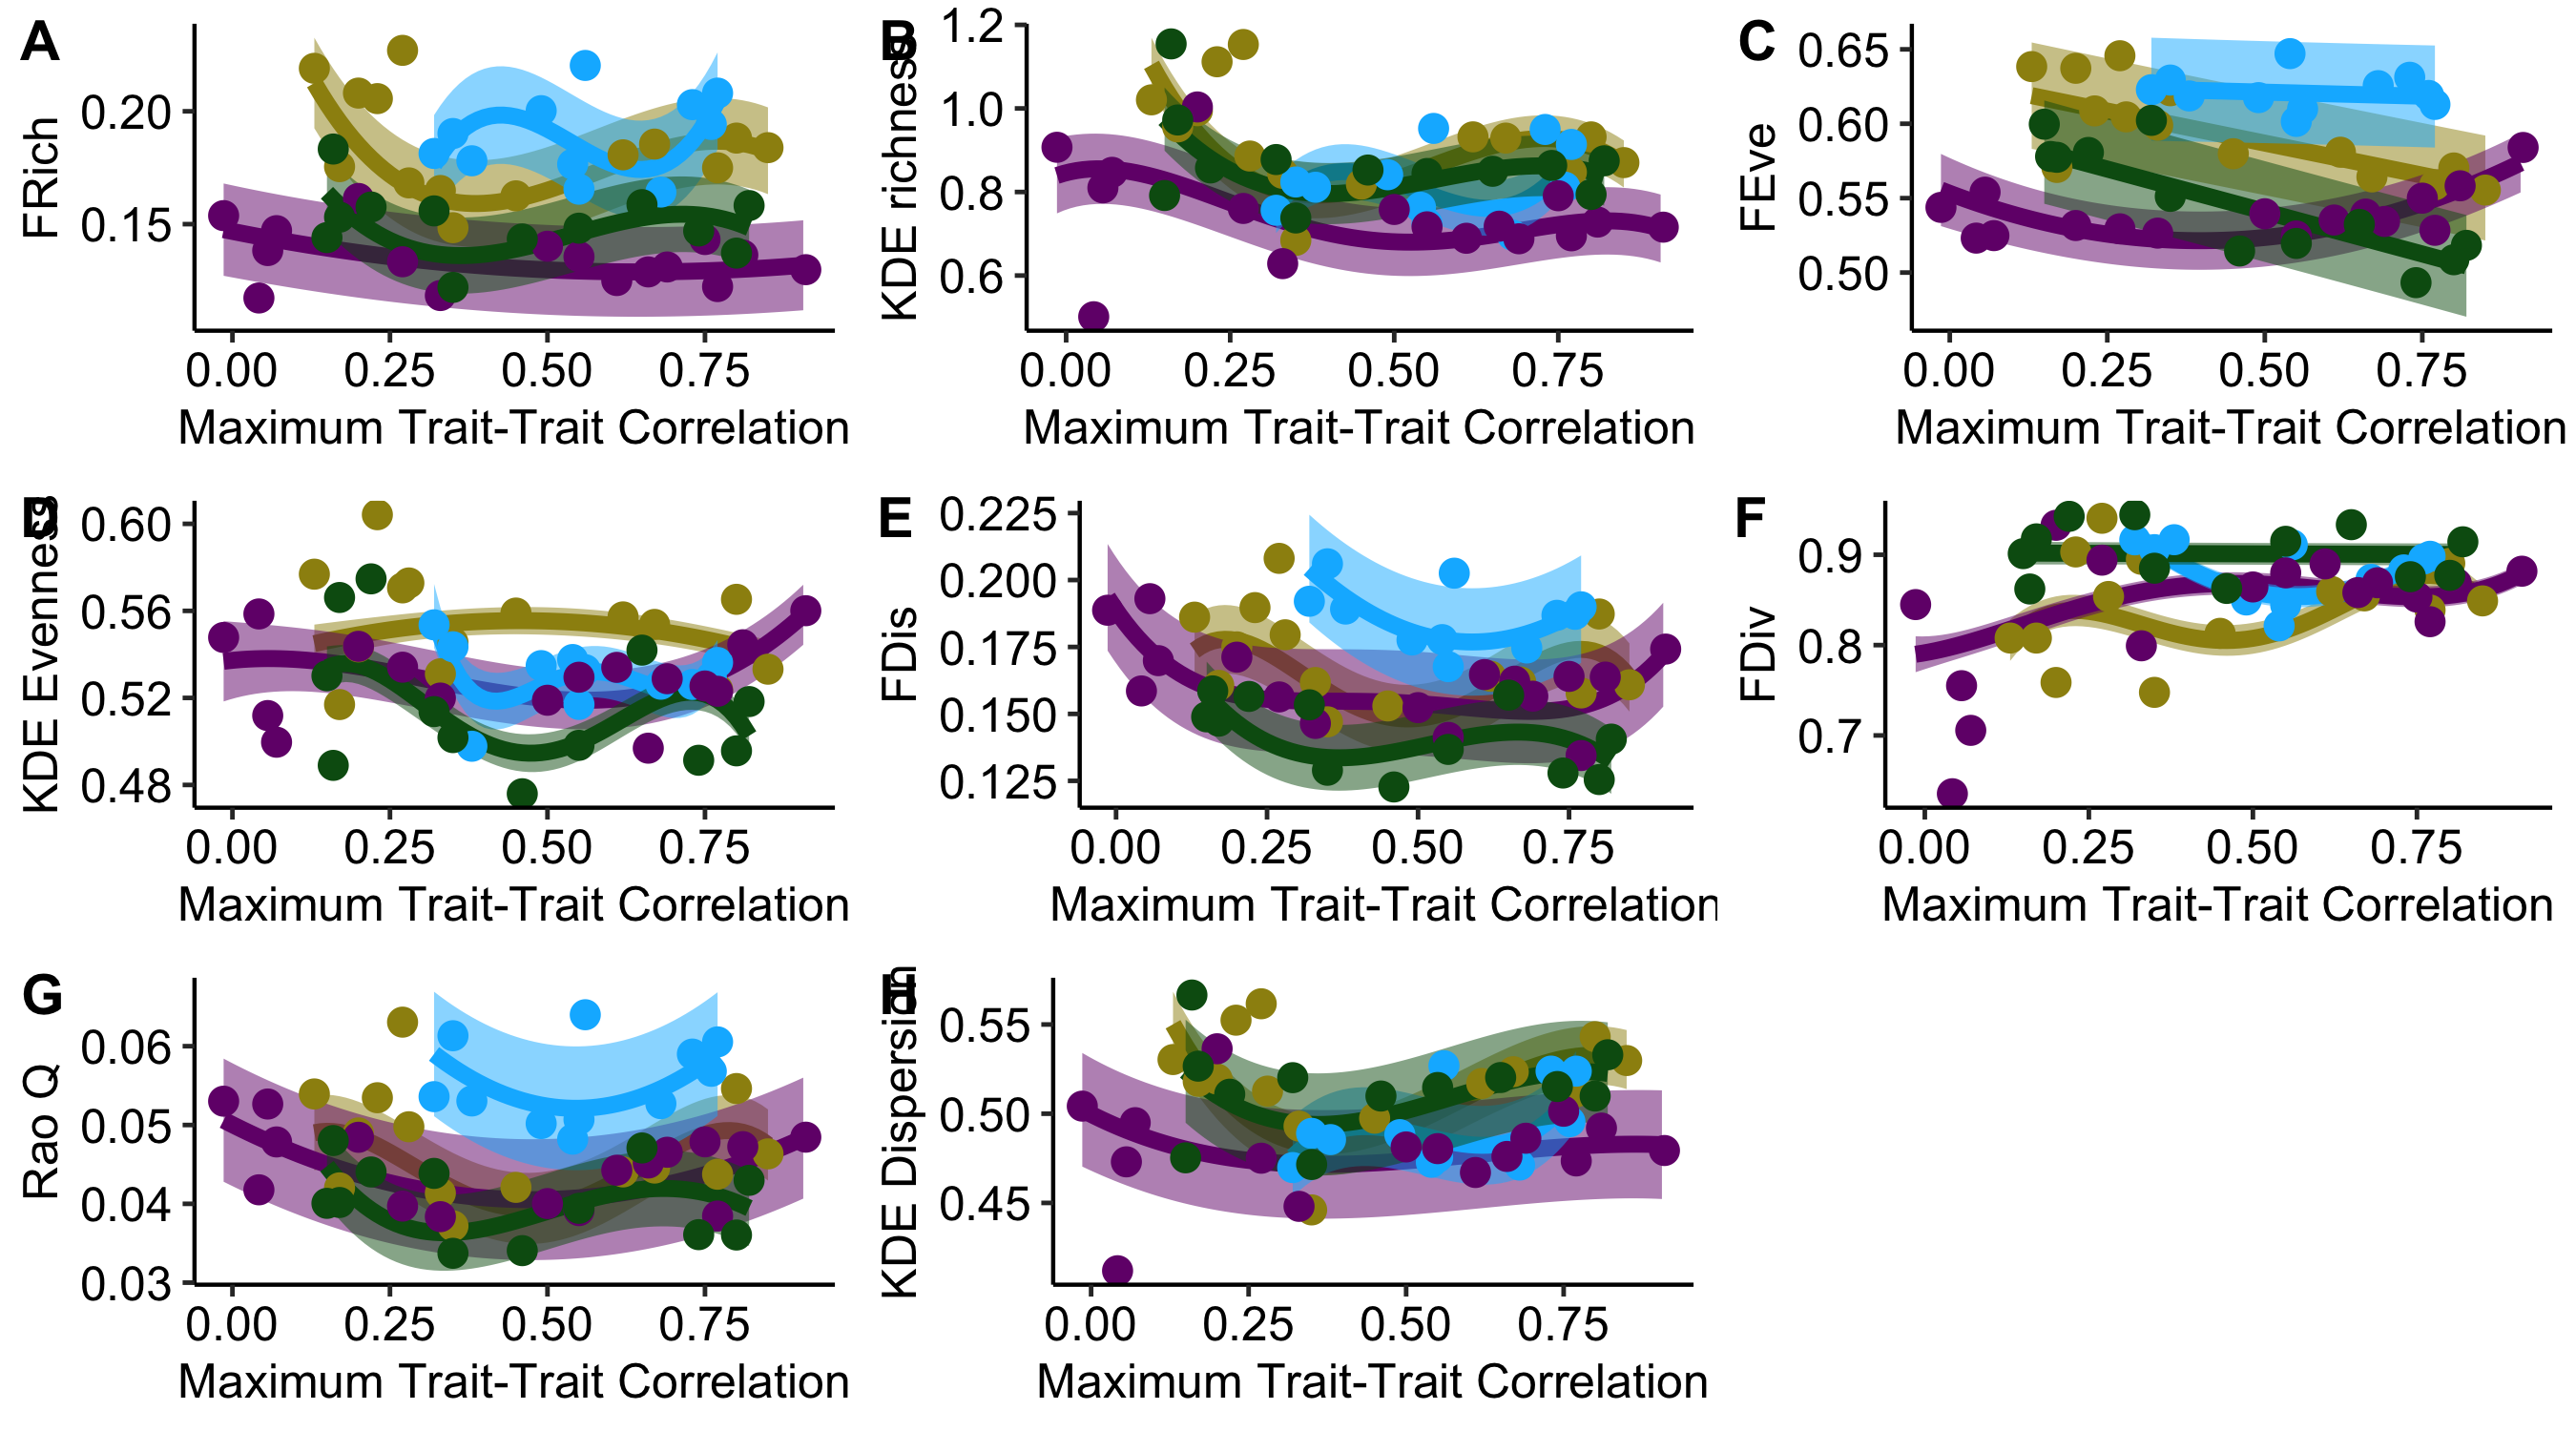 A
FRich
0.20
0.15
0.00 0.25 0.50 0.75
Maximum Trait-Trait Correlation
B
KDE richness
1.2
1.0
0.8
0.6
0.00 0.25 0.50 0.75
Maximum Trait-Trait Correlation
C
FEve
0.65
0.60
0.55
0.50
0.00 0.25 0.50 0.75
Maximum Trait-Trait Correlation
D
KDE Evenness
0.60
0.56
0.52
0.48
0.00 0.25 0.50 0.75
Maximum Trait-Trait Correlation
E
FDis
0.225
0.200
0.175
0.150
0.125
0.00 0.25 0.50 0.75
Maximum Trait-Trait Correlation
F
FDiv
0.9
0.8
0.7
0.00 0.25 0.50 0.75
Maximum Trait-Trait Correlation
G
Rao Q
0.06
0.05
0.04
0.03
0.00 0.25 0.50 0.75
Maximum Trait-Trait Correlation
H
KDE Dispersion
0.55
0.50
0.45
0.00 0.25 0.50 0.75
Maximum Trait-Trait Correlation